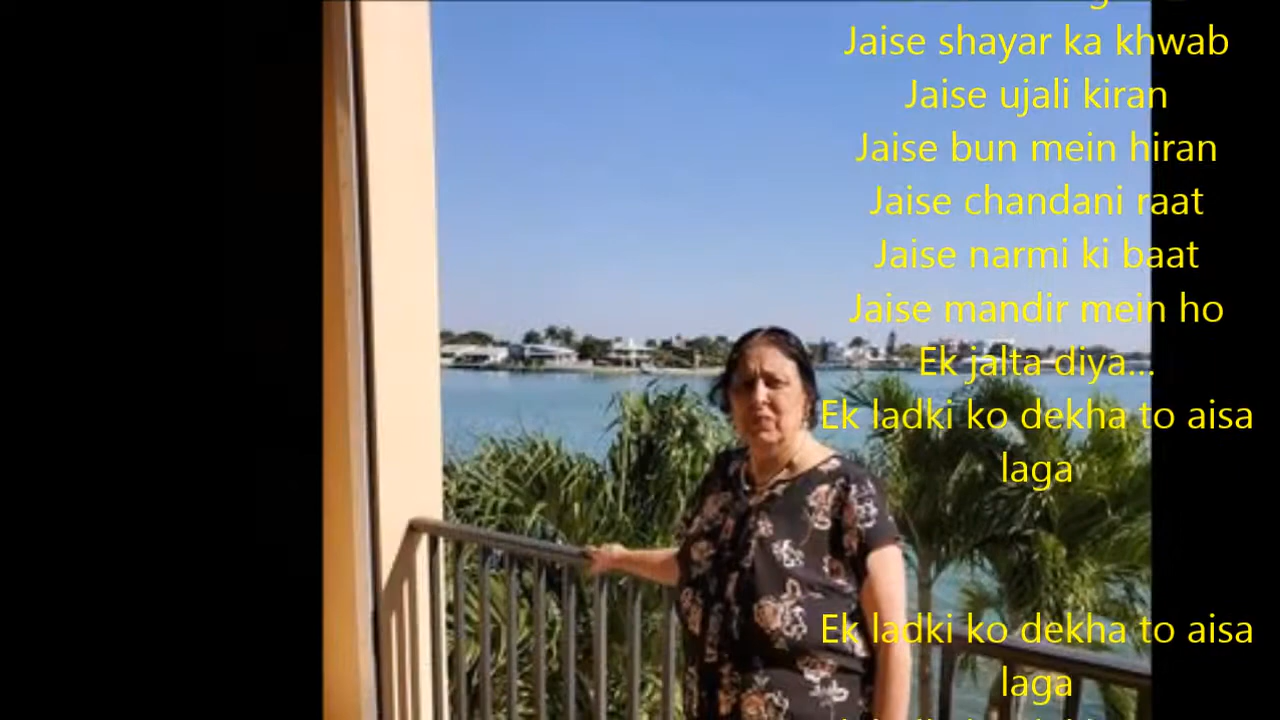 Jaise shayar ka khwab
Jaise ujali kiran
Jaise bun mein hiran
Jaise chandani raat
Jaise narmi ki baat
Jaise mandir mein ho
Ek jalta diya...
Ek ladki ko dekha to aisa
laga
Ek ladki ko dekha to aisa
laga